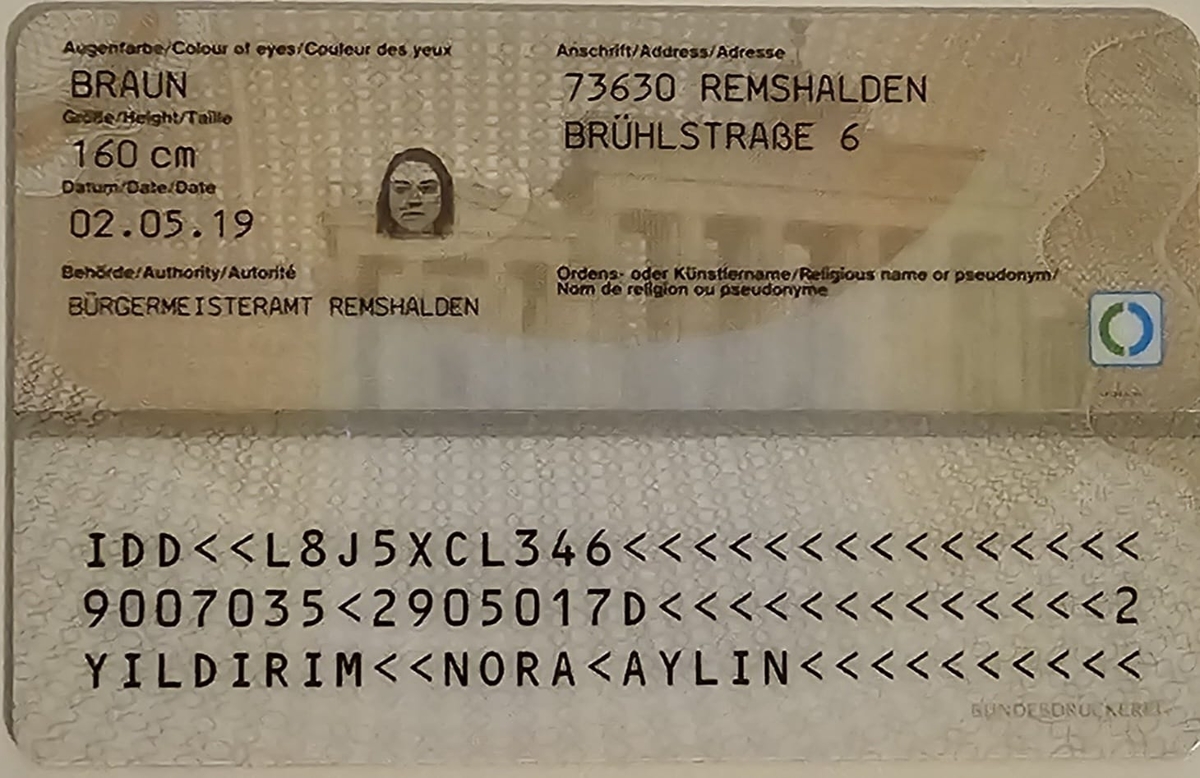 Augenfarbe/Colour of eyes/Couleur des yeux
BRAUN
Größe/Height/Taille
160 cm
Datum/Date/Date
02.05.19
Behörde/Authority/Autorité
BÜRGERMEISTERAMT REMSHALDEN
Anschrift/Address/Adresse
73630 REMSHALDEN
BRÜHLSTRAẞE 6
Ordens- oder Künstlername/Religious name or pseudonym/
Nom de religion ou pseudonyme
IDD<<L8J5XCL346<<<<<<<<<<<<<<<
9007035<2905017D<<<<<<<<<<<<<2
YILDIRIM<<NORA<AYLIN<<<<<<<<<<
BUNDESDRUCKEREI